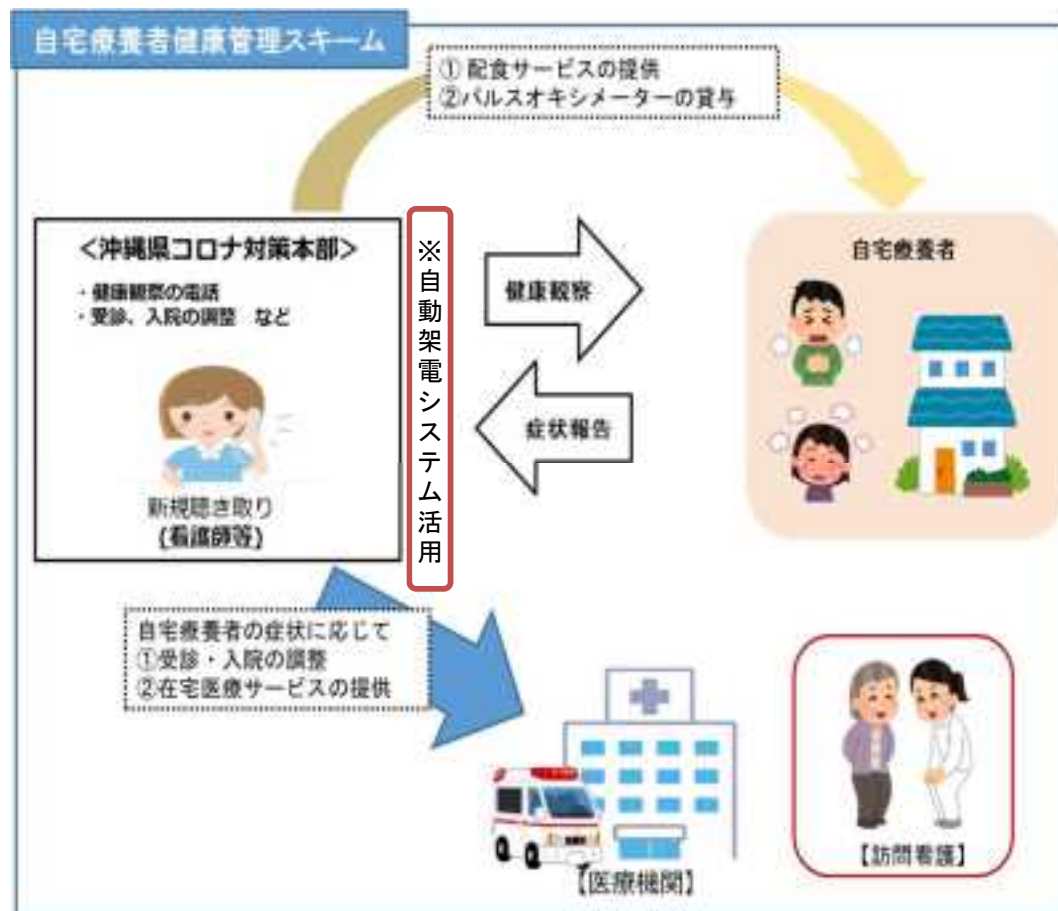 自宅療養者健康管理スキーム
① 配食サービスの提供
②パルスオキシメーターの貸与
<沖縄県コロナ対策本部>
・健康観察の電話
・受診、入院の調整　など
新規聴き取り
(看護師等)
※自動架電システム活用
健康観察
症状報告
自宅療養者
自宅療養者の症状に応じて
①受診・入院の調整
②在宅医療サービスの提供
【医療機関】
【訪問看護】